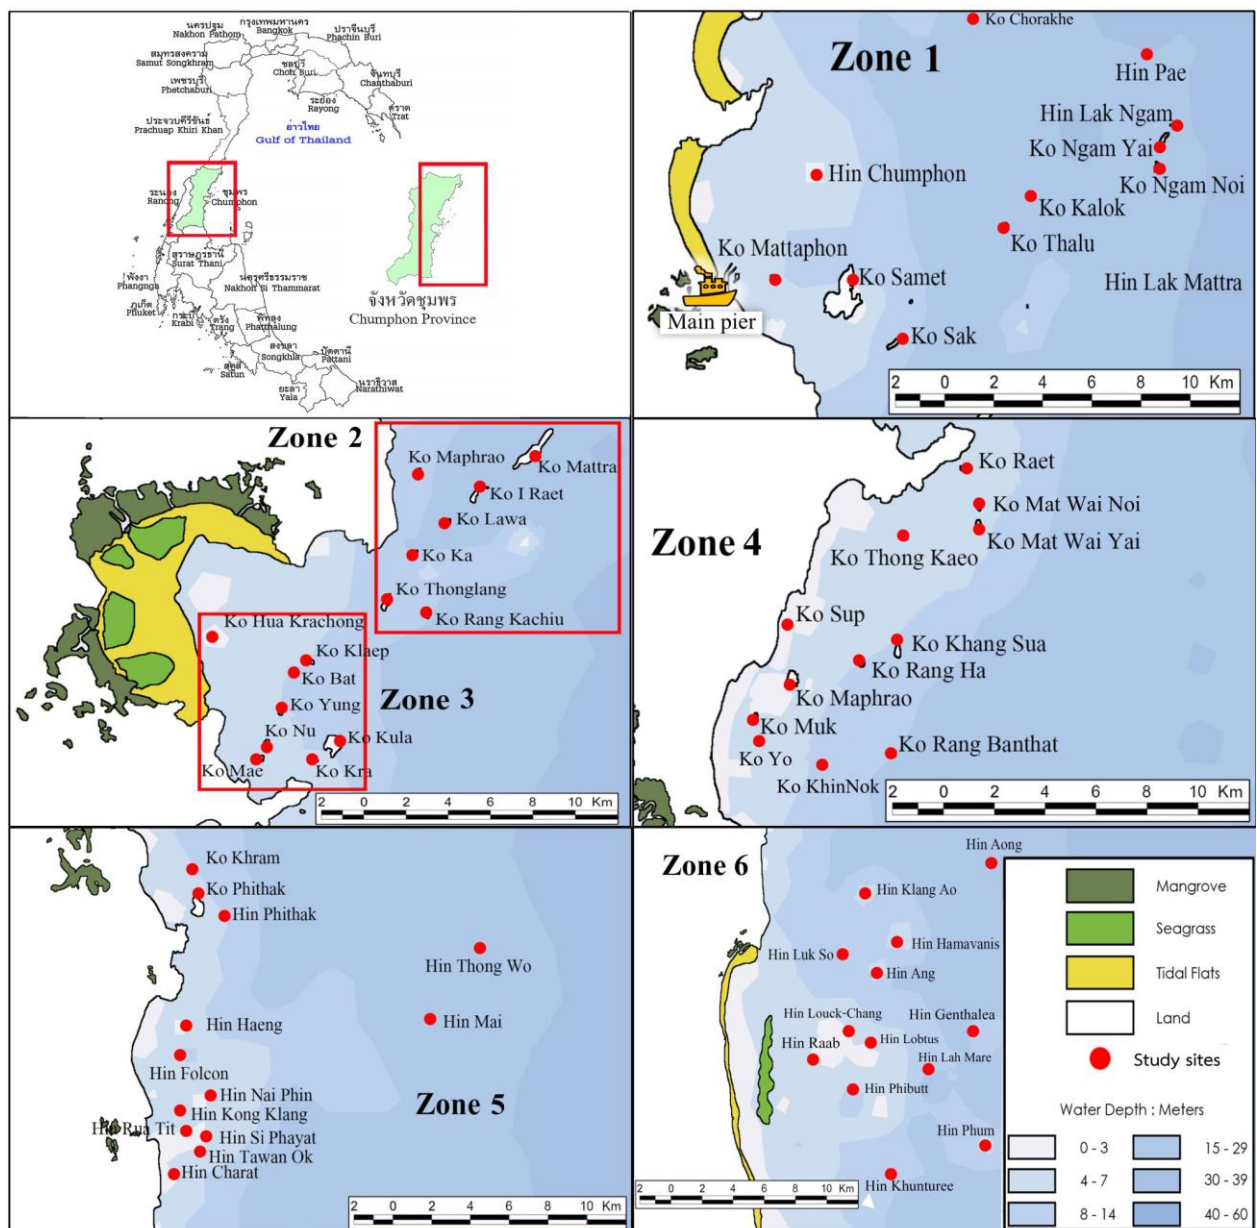 นครปฐม
Nakhon Pathom
กรุงเทพมหานคร
Bangkok
ปราจีนบุรี
Phachin Buri
สมุทรสงคราม
Samut Songkhram
ชลบุรี
Choh Buri
จันทบุรี
Chanthaburi
เพชรบุรี
Phetchaburi
ระยอง
Rayong
ตราด
Trat
ประจวบคีรีขันธ์
Prachuap Khiri Khan
อ่าวไทย
Gulf of Thailand
ระนอง
Ranong
ชุมพร
Chumphon
สุราษฎรธานี
Surat Thani
พังงา
Phangnga
นครศรีธรรมราช
Nakhon Si Thammarat
ภูเก็ต
Phuket
กระบี่
Krabi
ตรัง
Trang
พัทลุง
Phatthalung
สงขลา
Songkhla
ปัตตานี
Pattani
สตูล
Satun
ยะลา
Yala
นราธิวาส
Narathiwat
จังหวัดชุมพร
Chumphon Province
Zone 1
Ko Chorakhe
Hin Pae
Hin Lak Ngam
Ko Ngam Yai
Ko Ngam Noi
Hin Chumphon
Ko Kalok
Ko Thalu
Ko Mattaphon
Ko Samet
Hin Lak Mattra
Main pier
Ko Sak
2 0 2 4 6 8 10 Km
Zone 2
Ko Maphrao
Ko Mattra
Ko I Raet
Ko Lawa
Ko Ka
Ko Thonglang
Ko Rang Kachiu
Ko Hua Krachong
Ko Klaep
Ko Bat
Zone 3
Ko Yung
Ko Nu
Ko Kula
Ko Mae
Ko Kra
2 0 2 4 6 8 10 Km
Zone 4
Ko Raet
Ko Mat Wai Noi
Ko Mat Wai Yai
Ko Thong Kaeo
Ko Sup
Ko Khang Sua
Ko Rang Ha
Ko Maphrao
Ko Muk
Ko Yo
Ko Rang Banthat
Ko KhinNok
2 0 2 4 6 8 10 Km
Ko Khram
Ko Phithak
Hin Phithak
Hin Thong Wo
Hin Mai
Hin Haeng
Hin Folcon
Hin Nai Phin
Hin Kong Klang
Hin Rua Tit
Hin Si Phayat
Hin Tawan Ok
Hin Charat
Zone 5
2 0 2 4 6 8 10 Km
Zone 6
Hin Aong
Hin Klang Ao
Hin Hamavanis
Hin Luk So
Hin Ang
Hin Louck-Chang
Hin Genthalea
Hin Lobtus
Hin Raab
Hin Lah Mare
Hin Phibutt
Hin Phum
Hin Khunturee
2 0 2 4 6 8 10 Km
Mangrove
Seagrass
Tidal Flats
Land
Study sites
Water Depth : Meters
0 - 3
15 - 29
4 - 7
30 - 39
8 - 14
40 - 60